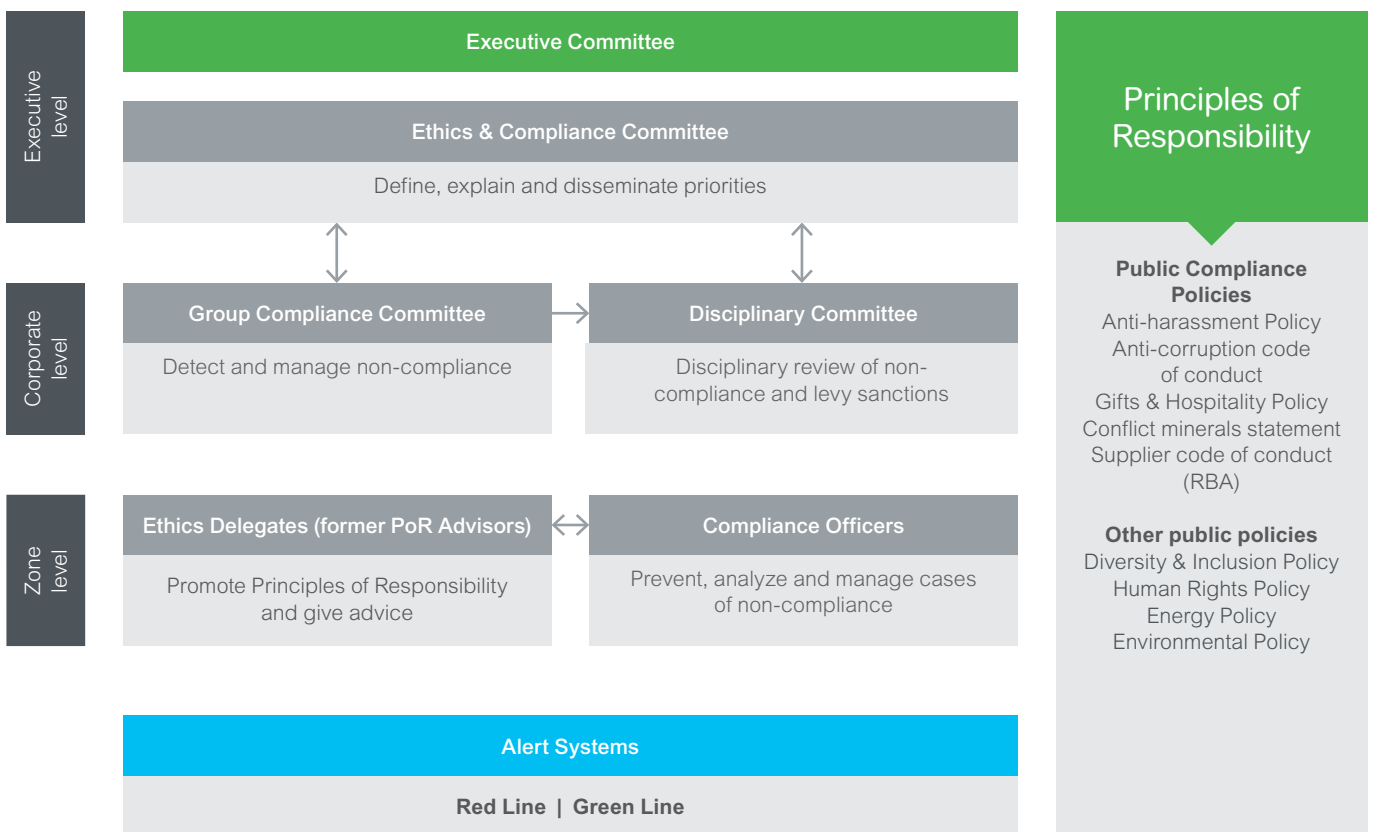 Executive
level
Executive Committee
Ethics & Compliance Committee
Define, explain and disseminate priorities
Corporate
level
Group Compliance Committee
Detect and manage non-compliance
Disciplinary Committee
Disciplinary review of non-
compliance and levy sanctions
Zone
level
Ethics Delegates (former PoR Advisors)
Promote Principles of Responsibility
and give advice
Compliance Officers
Prevent, analyze and manage cases
of non-compliance
Alert Systems
Red Line | Green Line
Principles of
Responsibility
Public Compliance
Policies
Anti-harassment Policy
Anti-corruption code
of conduct
Gifts & Hospitality Policy
Conflict minerals statement
Supplier code of conduct
(RBA)
Other public policies
Diversity & Inclusion Policy
Human Rights Policy
Energy Policy
Environmental Policy